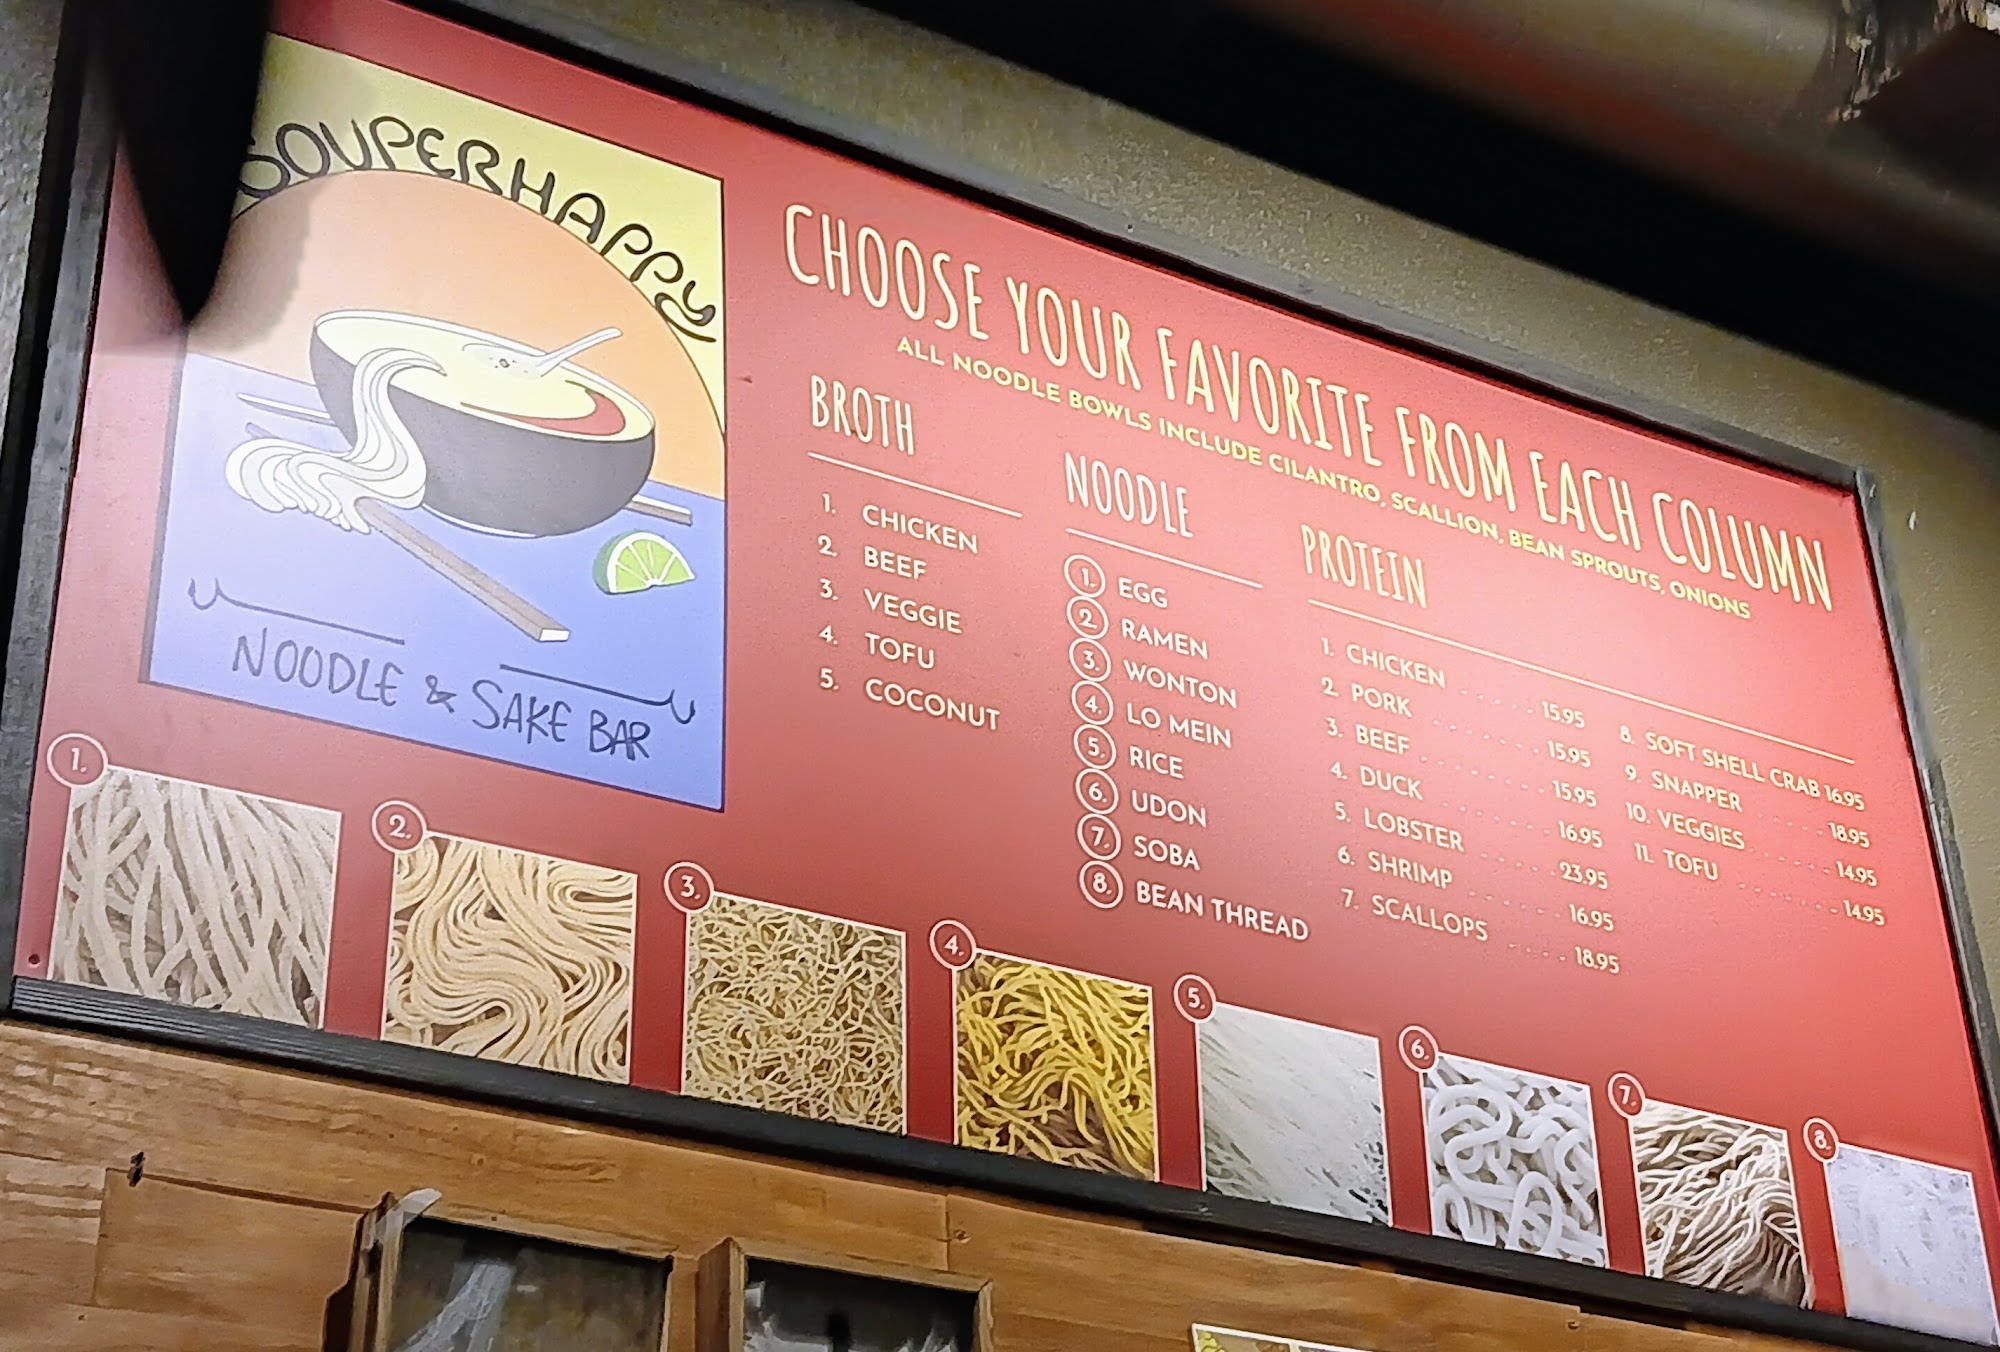 SOUPERHAPPY
NOODLE & SAKE BAR
CHOOSE YOUR FAVORITE FROM EACH COLUMN
ALL NOODLE BOWLS INCLUDE CILANTRO, SCALLION, BEAN SPROUTS, ONIONS
BROTH
1. CHICKEN
2. BEEF
3. VEGGIE
4. TOFU
5. COCONUT
NOODLE
1. EGG
2. RAMEN
3. WONTON
4. LO MEIN
5. RICE
6. UDON
7. SOBA
8. BEAN THREAD
PROTEIN
1. CHICKEN . . . . . . 15.95
2. PORK . . . . . . . . 15.95
3. BEEF . . . . . . . . 15.95
4. DUCK . . . . . . . 16.95
5. LOBSTER . . . . . 23.95
6. SHRIMP . . . . . . 16.95
7. SCALLOPS . . . . 18.95
8. SOFT SHELL CRAB 16.95
9. SNAPPER . . . . . 18.95
10. VEGGIES . . . . . . 14.95
11. TOFU . . . . . . . 14.95
1.
2.
3.
4.
5.
6.
7.
8.